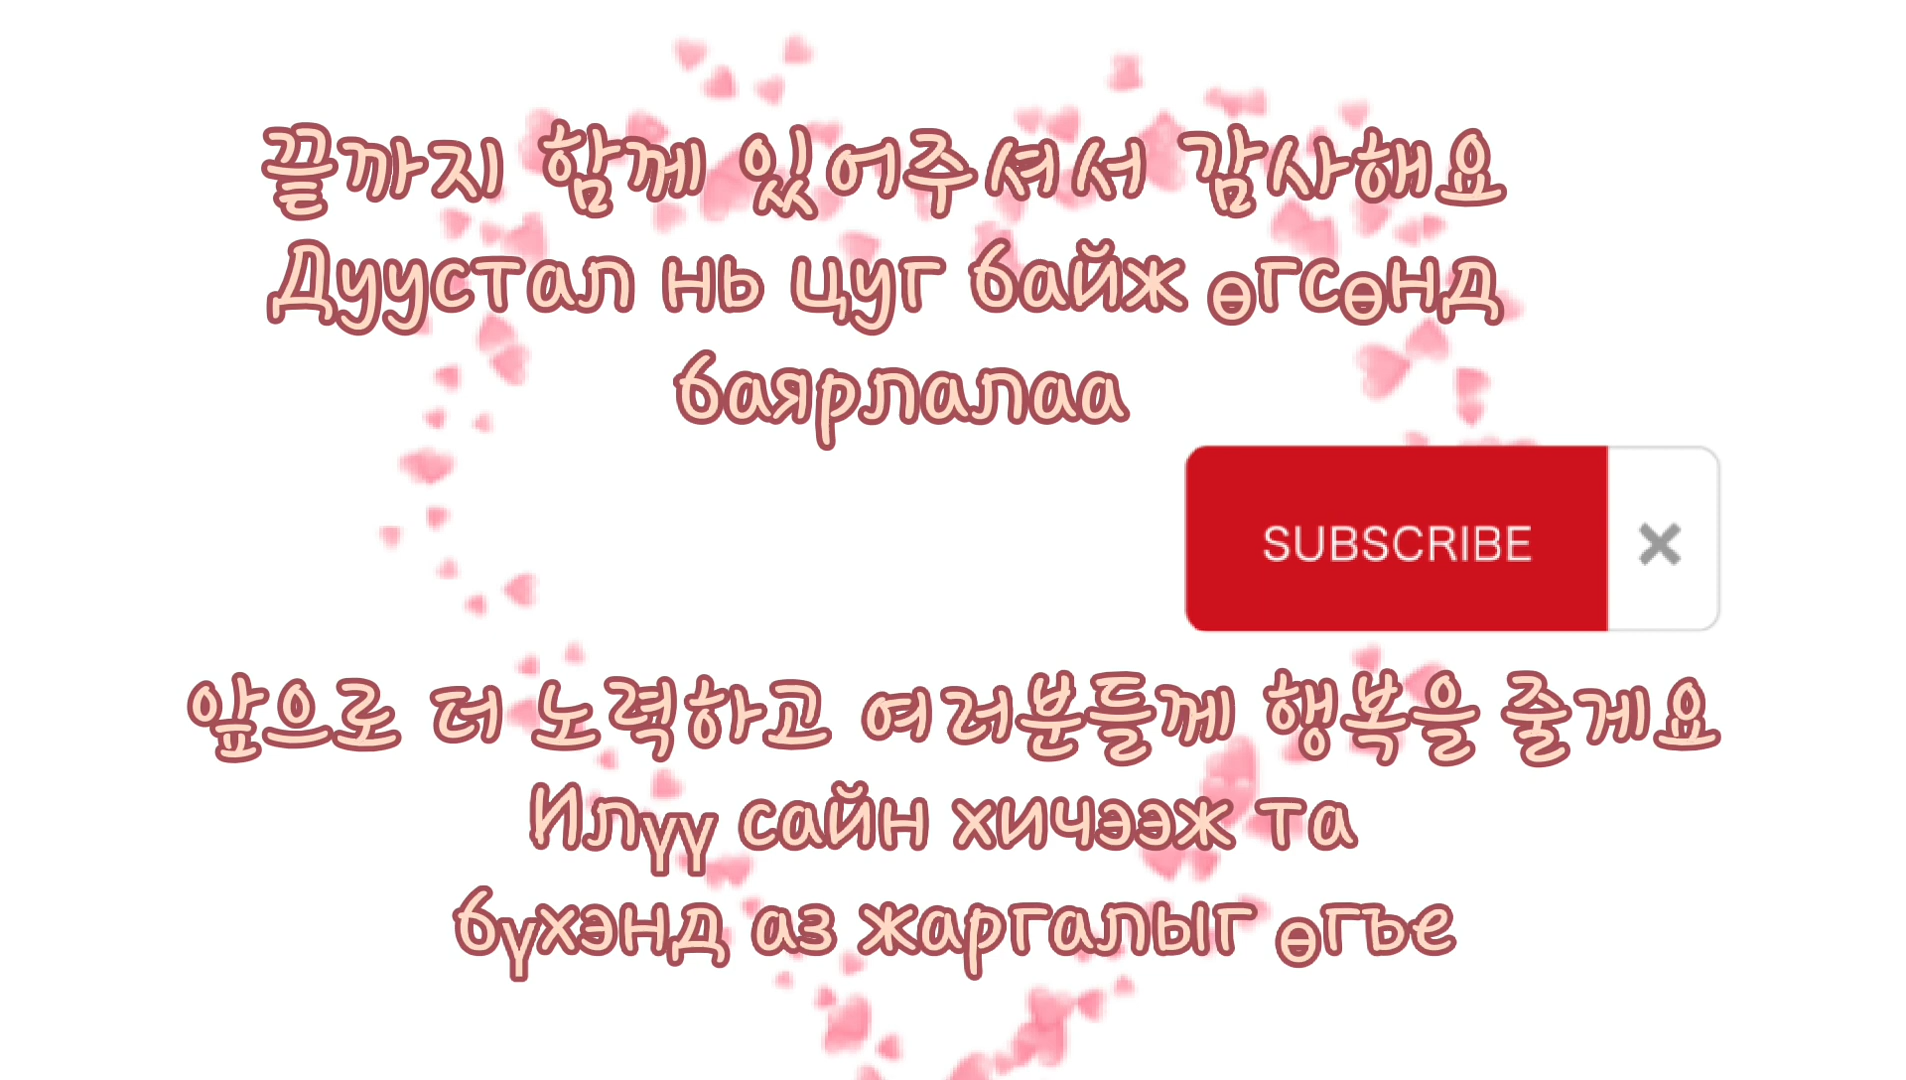 끝까지 함께 있어주셔서 감사해요
Дуустал нь цуг байж өгсөнд
баярлалаа
SUBSCRIBE
앞으로 더 노력하고 여러분들께 행복을 줄게요
Илүү сайн хичээж та
бүхэнд аз жаргалыг өгъе